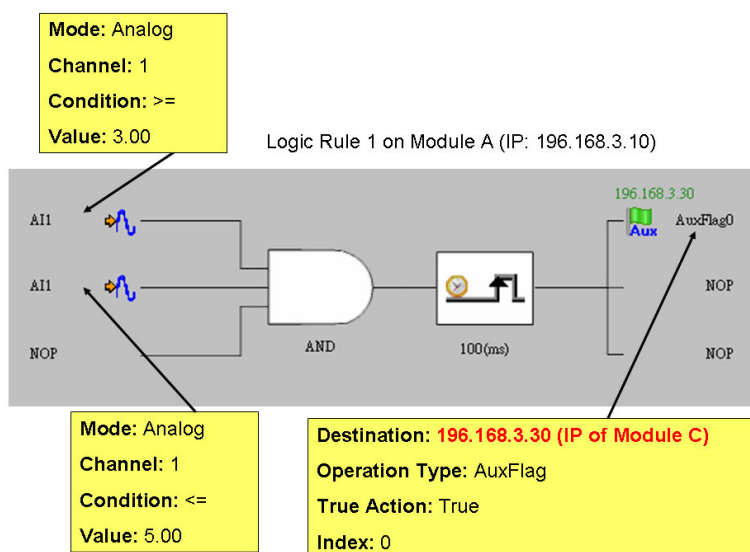 Mode: Analog
Channel: 1
Condition: >=
Value: 3.00
Logic Rule 1 on Module A (IP: 196.168.3.10)
196.168.3.30
AI1
Aux
AuxFlag0
AI1
NOP
NOP
AND
100(ms)
NOP
Mode: Analog
Channel: 1
Condition: <=
Value: 5.00
Destination: 196.168.3.30 (IP of Module C)
Operation Type: AuxFlag
True Action: True
Index: 0